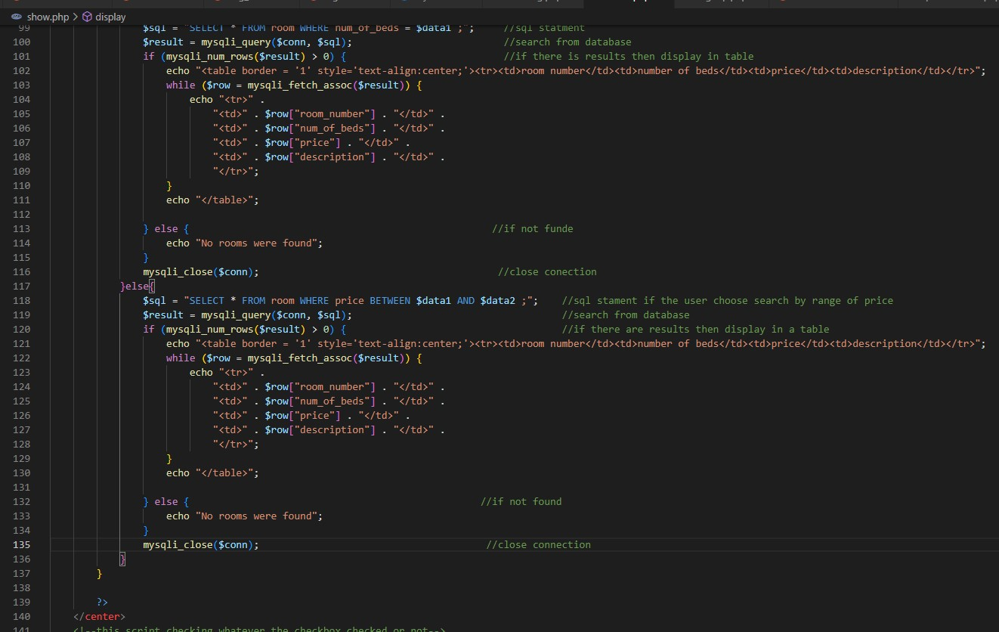 show.php > display
99 $sql = "SELECT * FROM room WHERE num_of_beds = $data1 ;"; //sql statment
100 $result = mysqli_query($conn, $sql); //search from database
101 if (mysqli_num_rows($result) > 0) { //if there is results then display in table
102 echo "<table border = '1' style='text-align:center;'><tr><td>room number</td><td>number of beds</td><td>price</td><td>description</td></tr>";
103 while ($row = mysqli_fetch_assoc($result)) {
104 echo "<tr>" .
105 "<td>" . $row["room_number"] . "</td>" .
106 "<td>" . $row["num_of_beds"] . "</td>" .
107 "<td>" . $row["price"] . "</td>" .
108 "<td>" . $row["description"] . "</td>" .
109 "</tr>";
110 }
111 echo "</table>";
112
113 } else { //if not funde
114 echo "No rooms were found";
115 }
116 mysqli_close($conn); //close conection
117 }else{
118 $sql = "SELECT * FROM room WHERE price BETWEEN $data1 AND $data2 ;"; //sql stament if the user choose search by range of price
119 $result = mysqli_query($conn, $sql); //search from database
120 if (mysqli_num_rows($result) > 0) { //if there are results then display in a table
121 echo "<table border = '1' style='text-align:center;'><tr><td>room number</td><td>number of beds</td><td>price</td><td>description</td></tr>";
122 while ($row = mysqli_fetch_assoc($result)) {
123 echo "<tr>" .
124 "<td>" . $row["room_number"] . "</td>" .
125 "<td>" . $row["num_of_beds"] . "</td>" .
126 "<td>" . $row["price"] . "</td>" .
127 "<td>" . $row["description"] . "</td>" .
128 "</tr>";
129 }
130 echo "</table>";
131
132 } else { //if not found
133 echo "No rooms were found";
134 }
135 mysqli_close($conn); //close connection
136 }
137 }
138
139 ?>
140 </center>
141 <!--this script checking whatever the checkbox checked or not-->